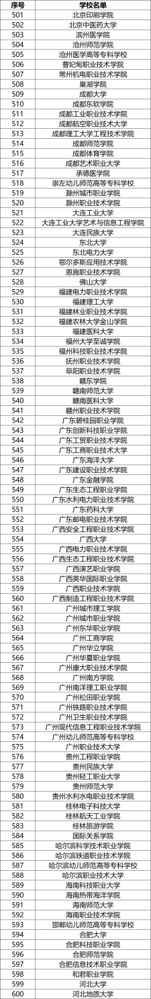 序号 学校名单
501 北京印刷学院
502 北京中医药大学
503 滨州医学院
504 沧州师范学院
505 沧州医学高等专科学校
506 曹妃甸职业技术学院
507 常州机电职业技术学院
508 巢湖学院
509 成都大学
510 成都东软学院
511 成都工业职业技术学院
512 成都航空职业技术大学
513 成都理工大学工程技术学院
514 成都师范学院
515 成都体育学院
516 成都艺术职业大学
517 承德医学院
518 崇左幼儿师范高等专科学校
519 滁州城市职业学院
520 滁州职业技术学院
521 大连工业大学
522 大连工业大学艺术与信息工程学院
523 大连民族大学
524 东北大学
525 东北电力大学
526 鄂尔多斯应用技术学院
527 恩施职业技术学院
528 佛山大学
529 福建电力职业技术学院
530 福建理工大学
531 福建林业职业技术学院
532 福建农林大学金山学院
533 福建医科大学
534 福州大学至诚学院
535 福州科技职业技术学院
536 抚州职业技术学院
537 阜阳职业技术学院
538 赣东学院
539 赣南师范大学
540 赣南医科大学
541 赣州职业技术学院
542 广东碧桂园职业学院
543 广东创新科技职业学院
544 广东工贸职业技术学院
545 广东工商职业技术大学
546 广东海洋大学
547 广东建设职业技术学院
548 广东金融学院
549 广东生态工程职业学院
550 广东水利电力职业技术学院
551 广东药科大学
552 广东邮电职业技术学院
553 广西安全工程职业技术学院
554 广西大学
555 广西电力职业技术学院
556 广西生态工程职业技术学院
557 广西演艺职业学院
558 广西英华国际职业学院
559 广西职业技术学院
560 广西制造工程职业技术学院
561 广州城市理工学院
562 广州城市职业学院
563 广州东华职业学院
564 广州工商学院
565 广州华立学院
566 广州华夏职业学院
567 广州康大职业技术学院
568 广州南方学院
569 广州南洋理工职业学院
570 广州松田职业学院
571 广州铁路职业技术学院
572 广州卫生职业技术学院
573 广州现代信息工程职业技术学院
574 广州幼儿师范高等专科学校
575 广州职业技术大学
576 贵州工程职业学院
577 贵州民族大学
578 贵州轻工职业大学
579 贵州师范大学
580 贵州水利水电职业技术学院
581 桂林电子科技大学
582 桂林航天工业学院
583 桂林旅游学院
584 国际关系学院
585 哈尔滨科学技术职业学院
586 哈尔滨铁道职业技术学院
587 哈尔滨幼儿师范高等专科学校
588 哈尔滨职业技术大学
589 海南科技职业大学
590 海南热带海洋学院
591 海南师范大学
592 海南职业技术学院
593 邯郸幼儿师范高等专科学校
594 合肥大学
595 合肥科技职业学院
596 合肥师范学院
597 合肥信息技术职业学院
598 和君职业学院
599 河北大学
600 河北地质大学